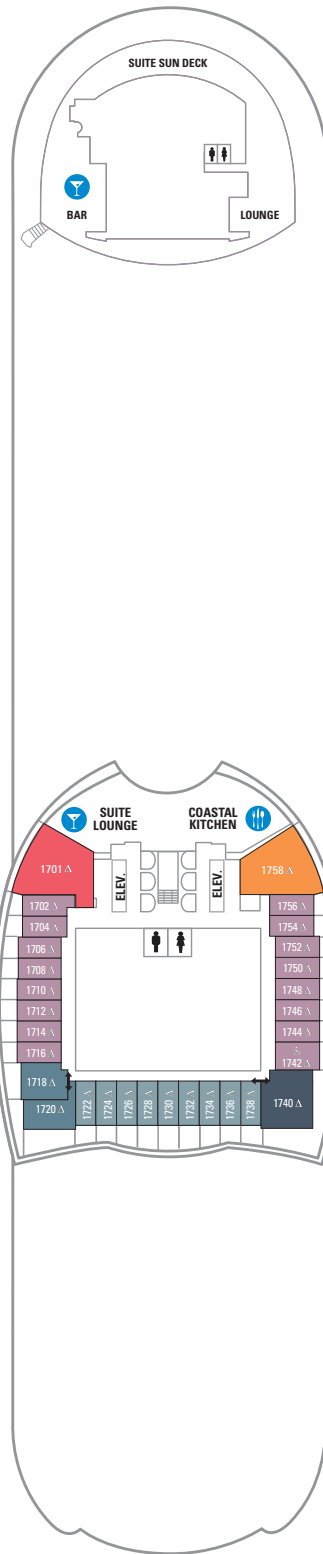 SUITE SUN DECK
BAR
LOUNGE
SUITE
LOUNGE
COASTAL
KITCHEN
1701 Δ
ELEV.
ELEV.
1758 Δ
1702
1756
1704
1754
1706
1752
1708
1750
1710
1748
1712
1746
1714
1744
1716
1742
1718 Δ
1720 Δ
1722
1724
1726
1728
1730
1732
1734
1736
1738
1740 Δ